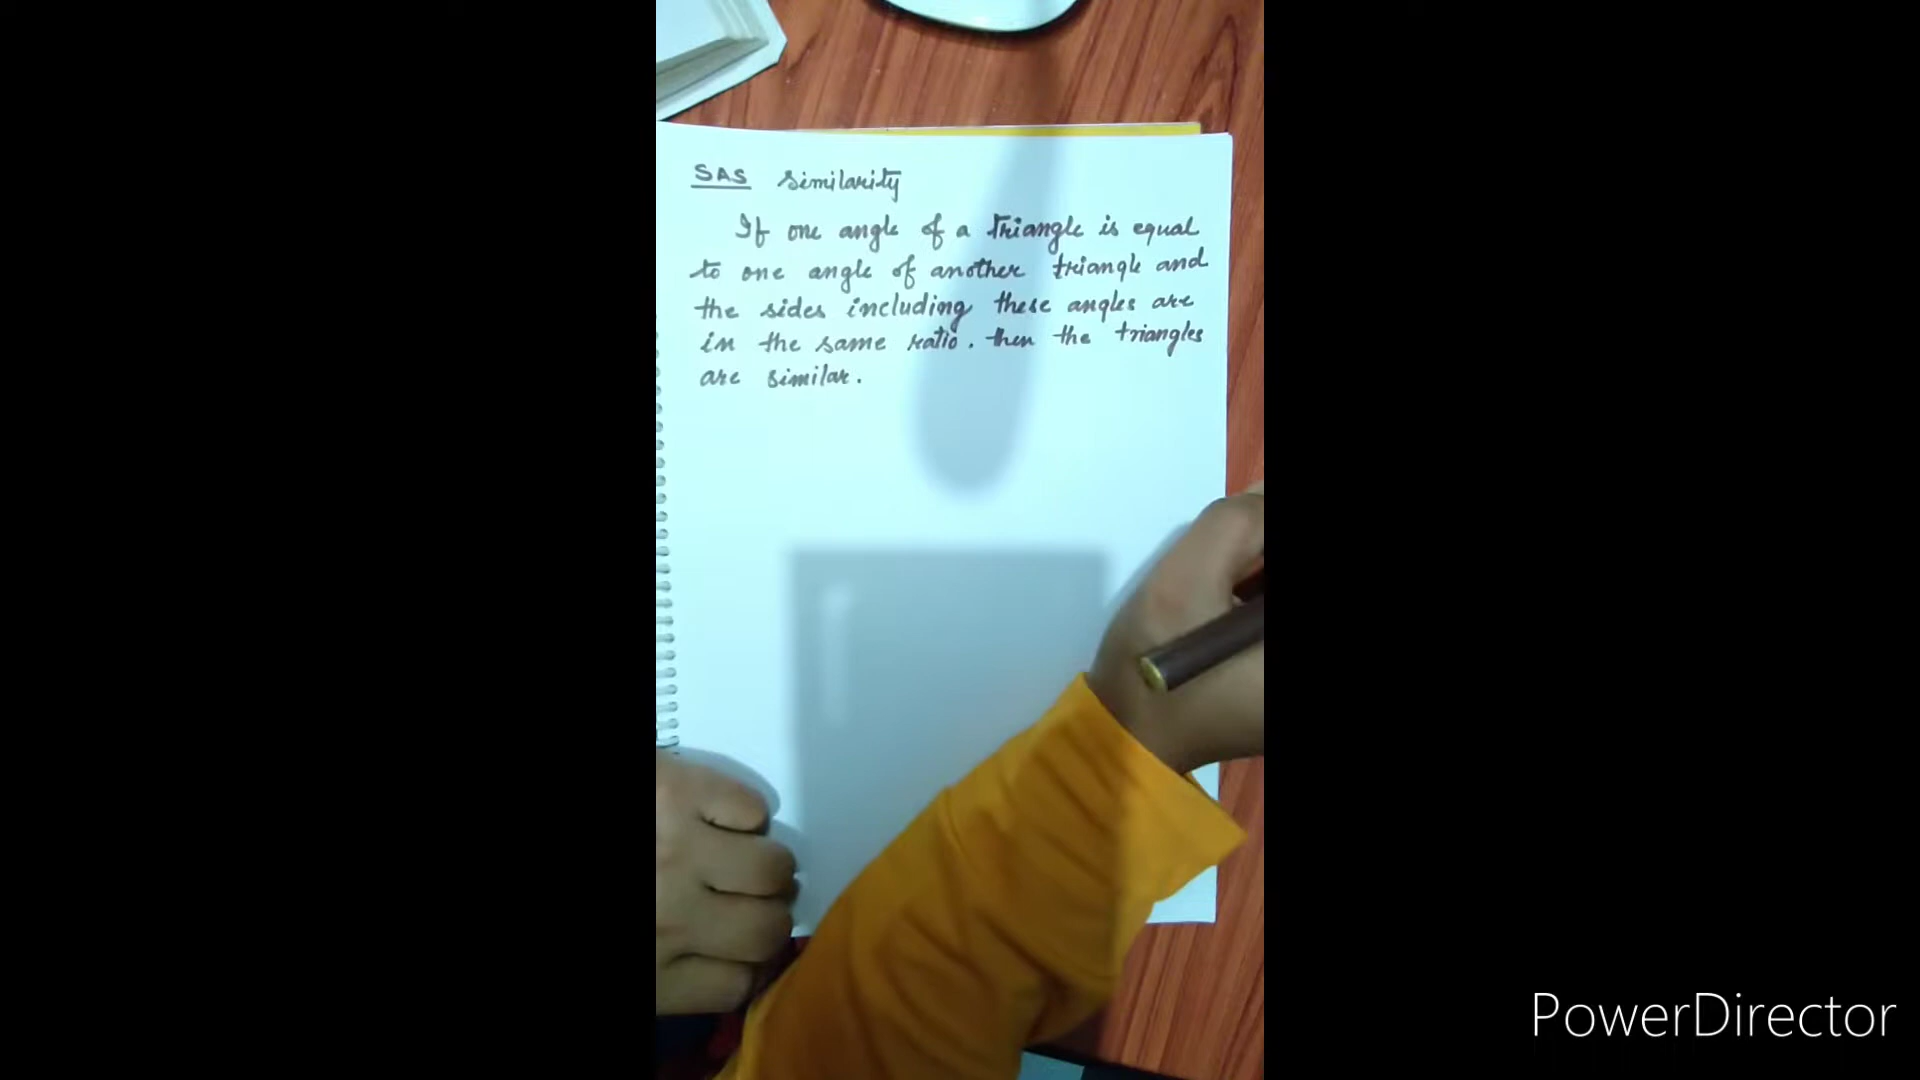 SAS Similarity
If one angle of a triangle is equal
to one angle of another triangle and
the sides including these angles are
in the same ratio. then the triangles
are similar.
PowerDirector